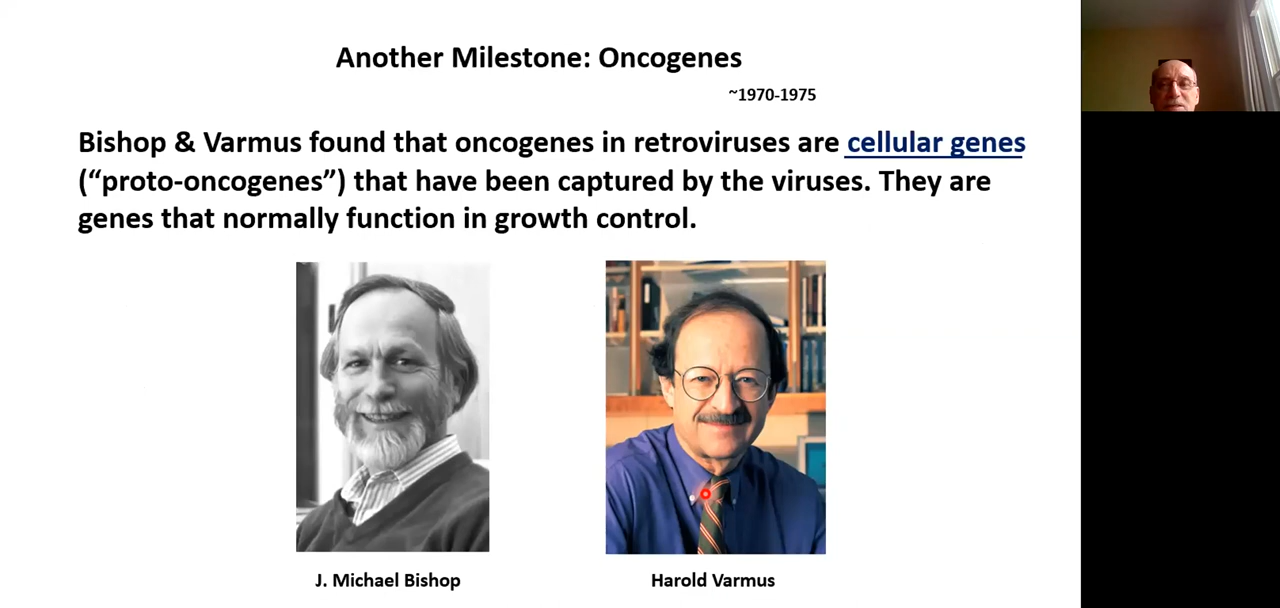 Another Milestone: Oncogenes
~1970-1975
Bishop & Varmus found that oncogenes in retroviruses are cellular genes
(“proto-oncogenes”) that have been captured by the viruses. They are
genes that normally function in growth control.
J. Michael Bishop
Harold Varmus